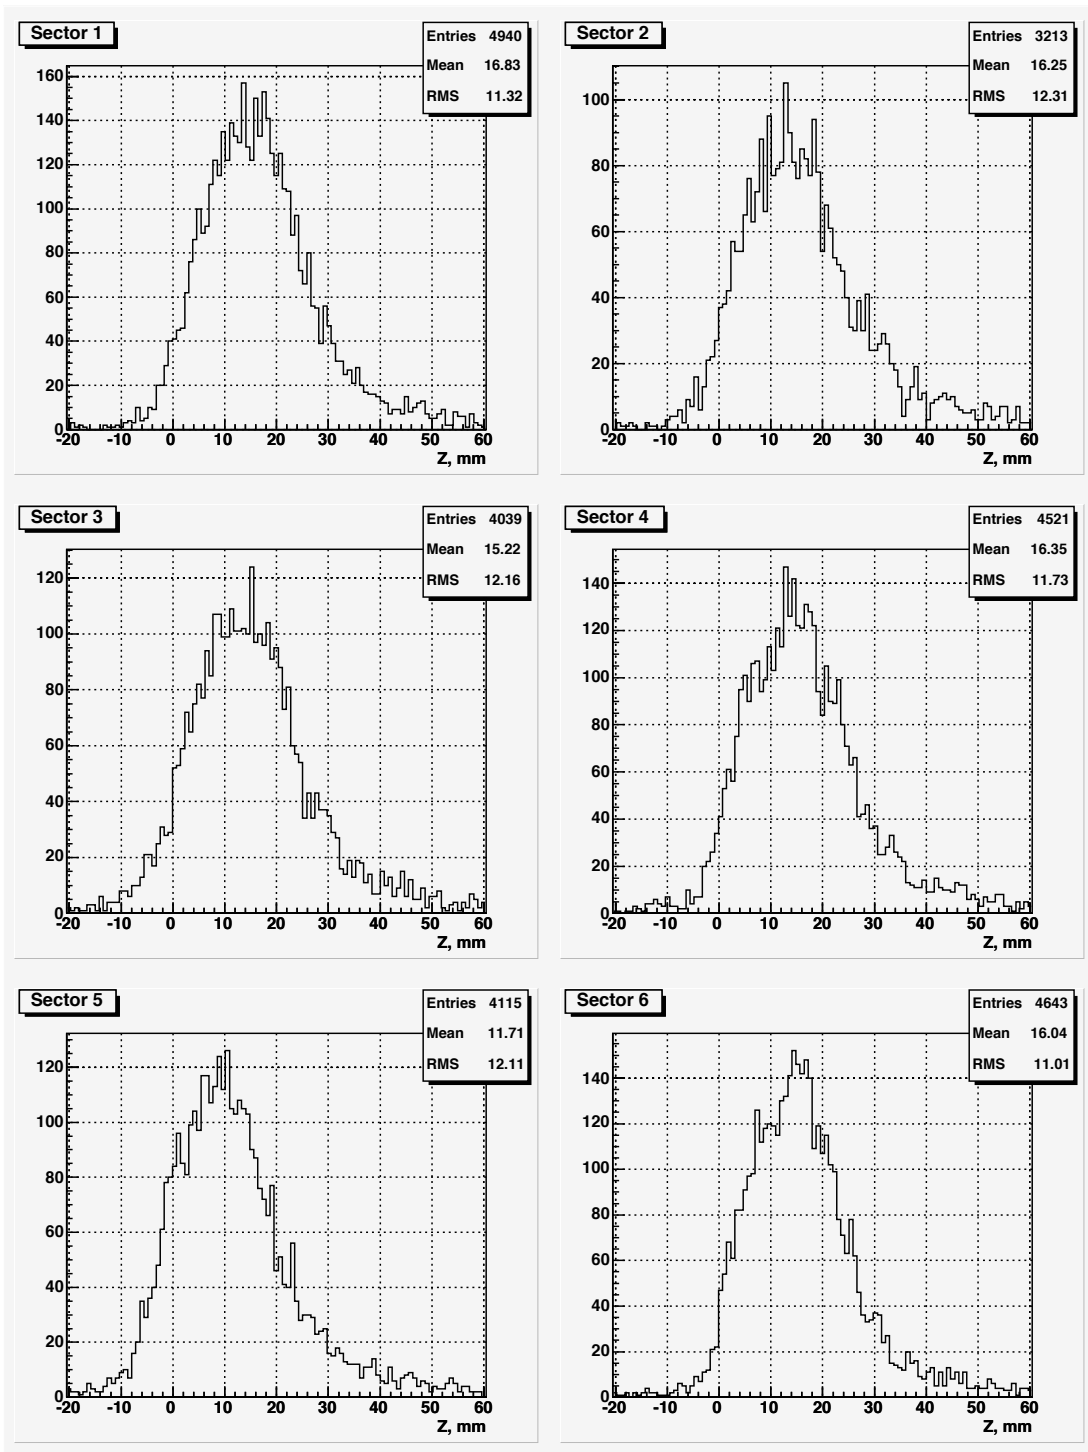 Sector 1
Entries 4940
Mean 16.83
RMS 11.32
160
140
120
100
80
60
40
20
0
-20 -10 0 10 20 30 40 50 60
Z, mm
Sector 2
Entries 3213
Mean 16.25
RMS 12.31
100
80
60
40
20
0
-20 -10 0 10 20 30 40 50 60
Z, mm
Sector 3
Entries 4039
Mean 15.22
RMS 12.16
120
100
80
60
40
20
0
-20 -10 0 10 20 30 40 50 60
Z, mm
Sector 4
Entries 4521
Mean 16.35
RMS 11.73
140
120
100
80
60
40
20
0
-20 -10 0 10 20 30 40 50 60
Z, mm
Sector 5
Entries 4115
Mean 11.71
RMS 12.11
120
100
80
60
40
20
0
-20 -10 0 10 20 30 40 50 60
Z, mm
Sector 6
Entries 4643
Mean 16.04
RMS 11.01
140
120
100
80
60
40
20
0
-20 -10 0 10 20 30 40 50 60
Z, mm